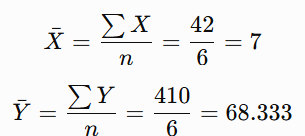 X̄ = ∑ X / n = 42 / 6 = 7
Ȳ = ∑ Y / n = 410 / 6 = 68.333